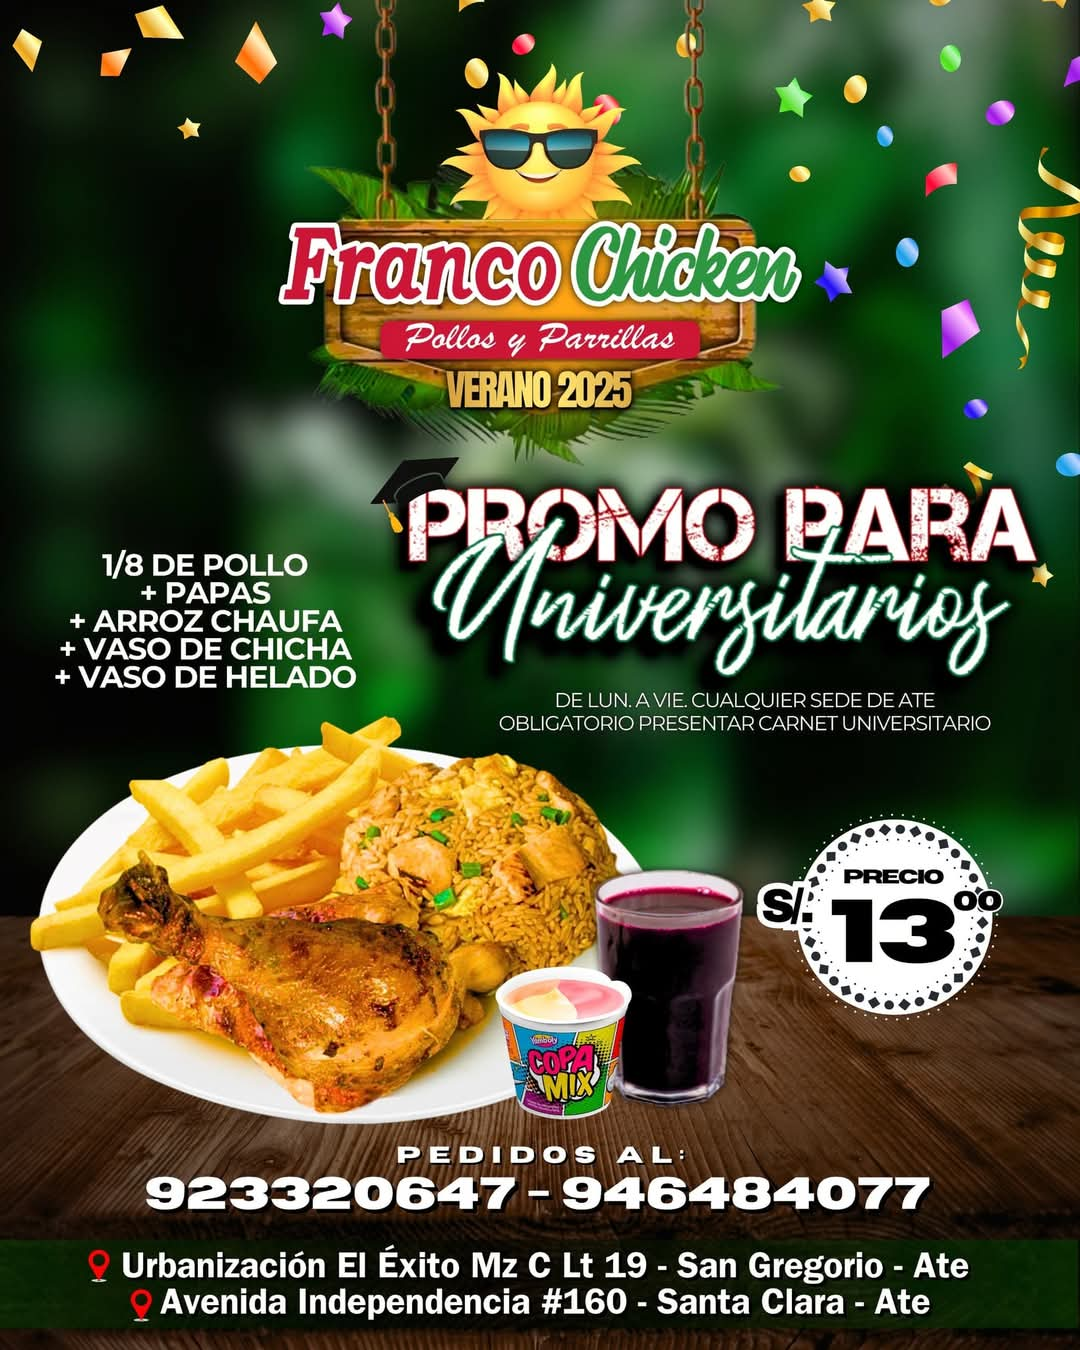 Franco Chicken
Pollos y Parrillas
VERANO 2025
PROMO PARA
Universitarios
1/8 DE POLLO
+ PAPAS
+ ARROZ CHAUFA
+ VASO DE CHICHA
+ VASO DE HELADO
DE LUN. A VIE. CUALQUIER SEDE DE ATE
OBLIGATORIO PRESENTAR CARNET UNIVERSITARIO
PRECIO
S/. 13.00
Yamboly
COPA
MIX
PEDIDOS AL:
923320647 - 946484077
Urbanización El Éxito Mz C Lt 19 - San Gregorio - Ate
Avenida Independencia #160 - Santa Clara - Ate